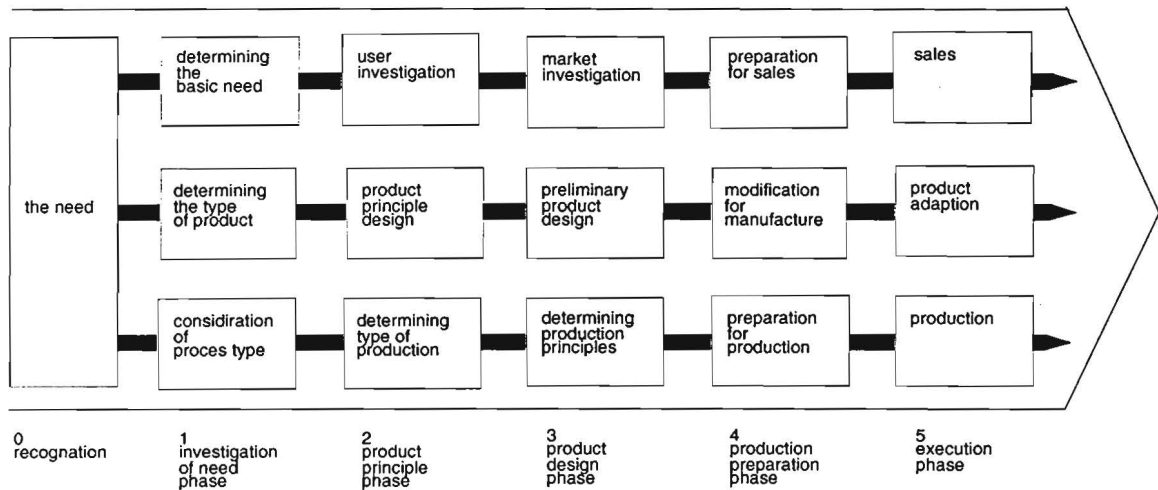 the need
determining
the
basic need
user
investigation
market
investigation
preparation
for sales
sales
determining
the type
of product
product
principle
design
preliminary
product
design
modification
for
manufacture
product
adaption
considiration
of
proces type
determining
type of
production
determining
production
principles
preparation
for
production
production
0
recognation
1
investigation
of need
phase
2
product
principle
phase
3
product
design phase
4
production
preparation
phase
5
execution
phase